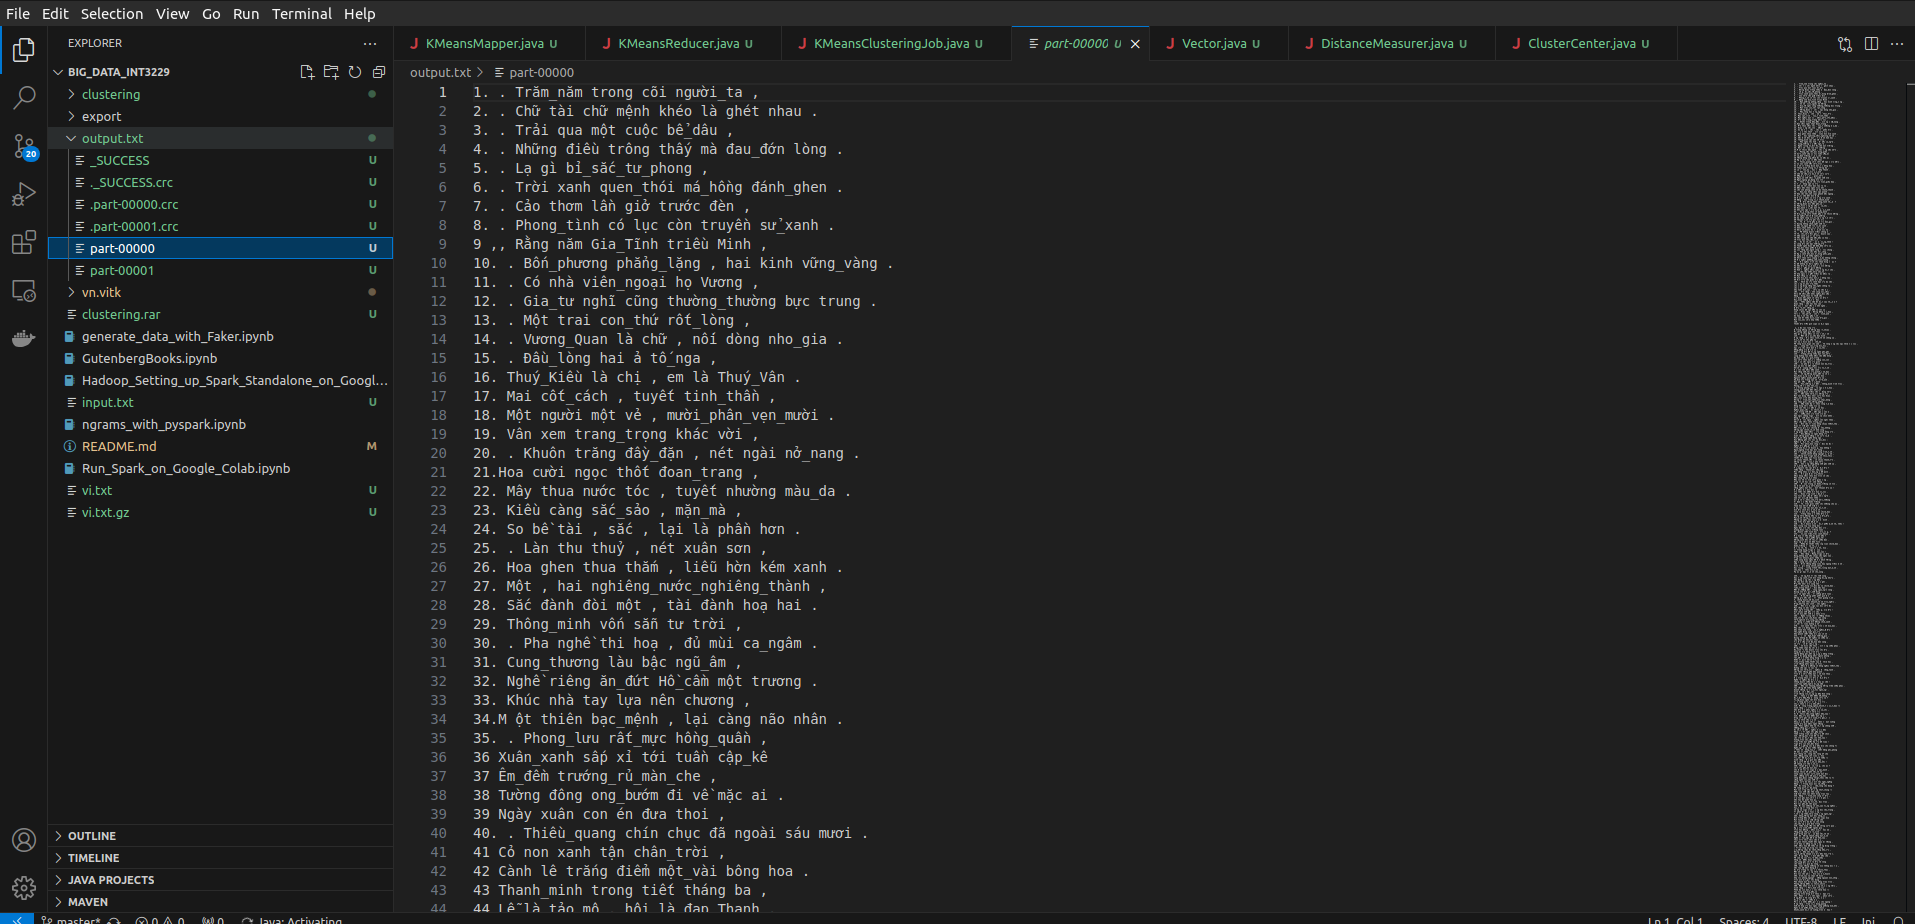 File Edit Selection View Go Run Terminal Help
EXPLORER
KMeansMapper.java U
KMeansReducer.java U
KMeansClusteringJob.java U
part-00000 U
Vector.java U
DistanceMeasurer.java U
ClusterCenter.java U
BIG_DATA_INT3229
output.txt > part-00000
clustering
export
output.txt
_SUCCESS U
._SUCCESS.crc U
.part-00000.crc U
.part-00001.crc U
part-00000 U
part-00001 U
vn.vitk
clustering.rar U
generate_data_with_Faker.ipynb
GutenbergBooks.ipynb
Hadoop_Setting_up_Spark_Standalone_on_Googl...
input.txt U
ngrams_with_pyspark.ipynb
README.md M
Run_Spark_on_Google_Colab.ipynb
vi.txt U
vi.txt.gz U
20
OUTLINE
TIMELINE
JAVA PROJECTS
MAVEN
1 1. . Trăm_năm trong cõi người_ta ,
2 2. . Chữ tài chữ mệnh khéo là ghét nhau .
3 3. . Trải qua một cuộc bể_dâu ,
4 4. . Những điều trông thấy mà đau_đớn lòng .
5 5. . Lạ gì bỉ_sắc_tư_phong ,
6 6. . Trời xanh quen_thói má_hồng đánh_ghen .
7 7. . Cảo thơm lần giở trước đèn ,
8 8. . Phong_tình có lục còn truyền sử_xanh .
9 9 ,, Rằng năm Gia_Tĩnh triều Minh ,
10 10. . Bốn_phương phẳng_lặng , hai kinh vững_vàng .
11 11. . Có nhà viên_ngoại họ Vương ,
12 12. . Gia_tư nghĩ cũng thường_thường bực trung .
13 13. . Một trai con_thứ rốt_lòng ,
14 14. . Vương_Quan là chữ , nối dòng nho_gia .
15 15. . Đầu_lòng hai ả tố_nga ,
16 16. Thuý_Kiều là chị , em là Thuý_Vân .
17 17. Mai cốt_cách , tuyết tinh_thần ,
18 18. Một người một vẻ , mười_phân_vẹn_mười .
19 19. Vân xem trang_trọng khác vời ,
20 20. . Khuôn trăng đầy_đặn , nét ngài nở_nang .
21 21.Hoa cười ngọc thốt đoan_trang ,
22 22. Mây thua nước tóc , tuyết nhường màu_da .
23 23. Kiều càng sắc_sảo , mặn_mà ,
24 24. So bề tài , sắc , lại là phần hơn .
25 25. . Làn thu thuỷ , nét xuân sơn ,
26 26. Hoa ghen thua thắm , liễu hờn kém xanh .
27 27. Một , hai nghiêng_nước_nghiêng_thành ,
28 28. Sắc đành đòi một , tài đành hoạ hai .
29 29. Thông_minh vốn sẵn tư trời ,
30 30. . Pha nghề thi hoạ , đủ mùi ca_ngâm .
31 31. Cung_thương làu bậc ngũ_âm ,
32 32. Nghề riêng ăn_đứt Hồ_cầm một trương .
33 33. Khúc nhà tay lựa nên chương ,
34 34.M ột thiên bạc_mệnh , lại càng não nhân .
35 35. . Phong_lưu rất_mực hồng_quần ,
36 36 Xuân_xanh sấp xỉ tới tuần cập_kê
37 37 Êm_đềm trướng_rủ_màn_che ,
38 38 Tường đông ong_bướm đi về mặc ai .
39 39 Ngày xuân con én đưa thoi ,
40 40. . Thiều_quang chín chục đã ngoài sáu mươi .
41 41 Cỏ non xanh tận chân_trời ,
42 42 Cành lê trắng điểm một_vài bông hoa .
43 43 Thanh_minh trong tiết tháng ba ,
44 44 Lễ là tảo mộ , hội là đạp Thanh .
master* 0 0 0 Java: Activating
Ln 1, Col 1 Spaces: 4 UTF-8 LF Ini